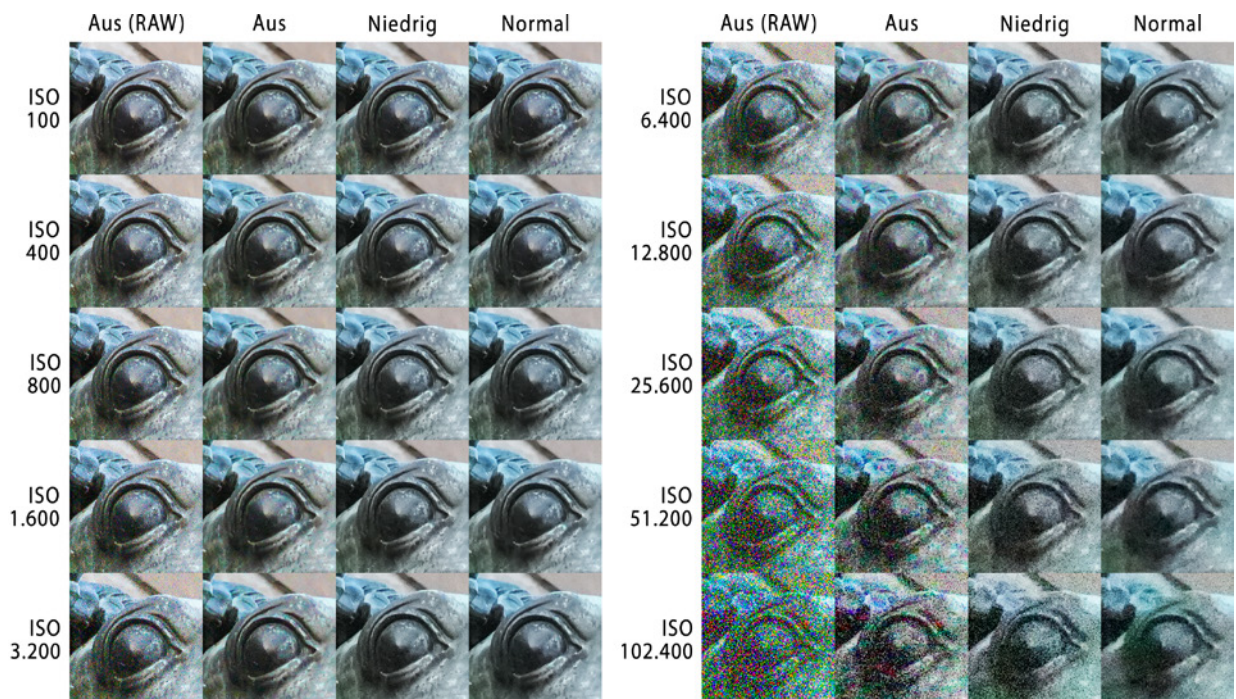 Aus (RAW) Aus Niedrig Normal
ISO
100
ISO
400
ISO
800
ISO
1.600
ISO
3.200
Aus (RAW) Aus Niedrig Normal
ISO
6.400
ISO
12.800
ISO
25.600
ISO
51.200
ISO
102.400